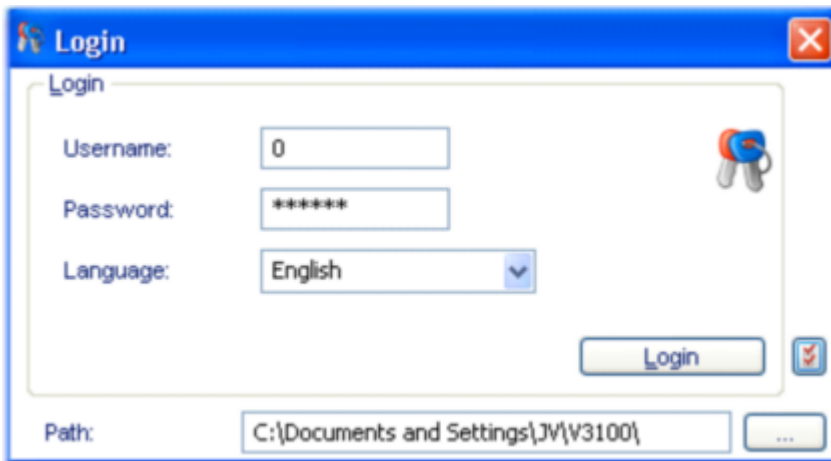 Login
Login
Username: 0
Password: ******
Language: English
Login
Path: C:\Documents and Settings\JV\V3100\ ...